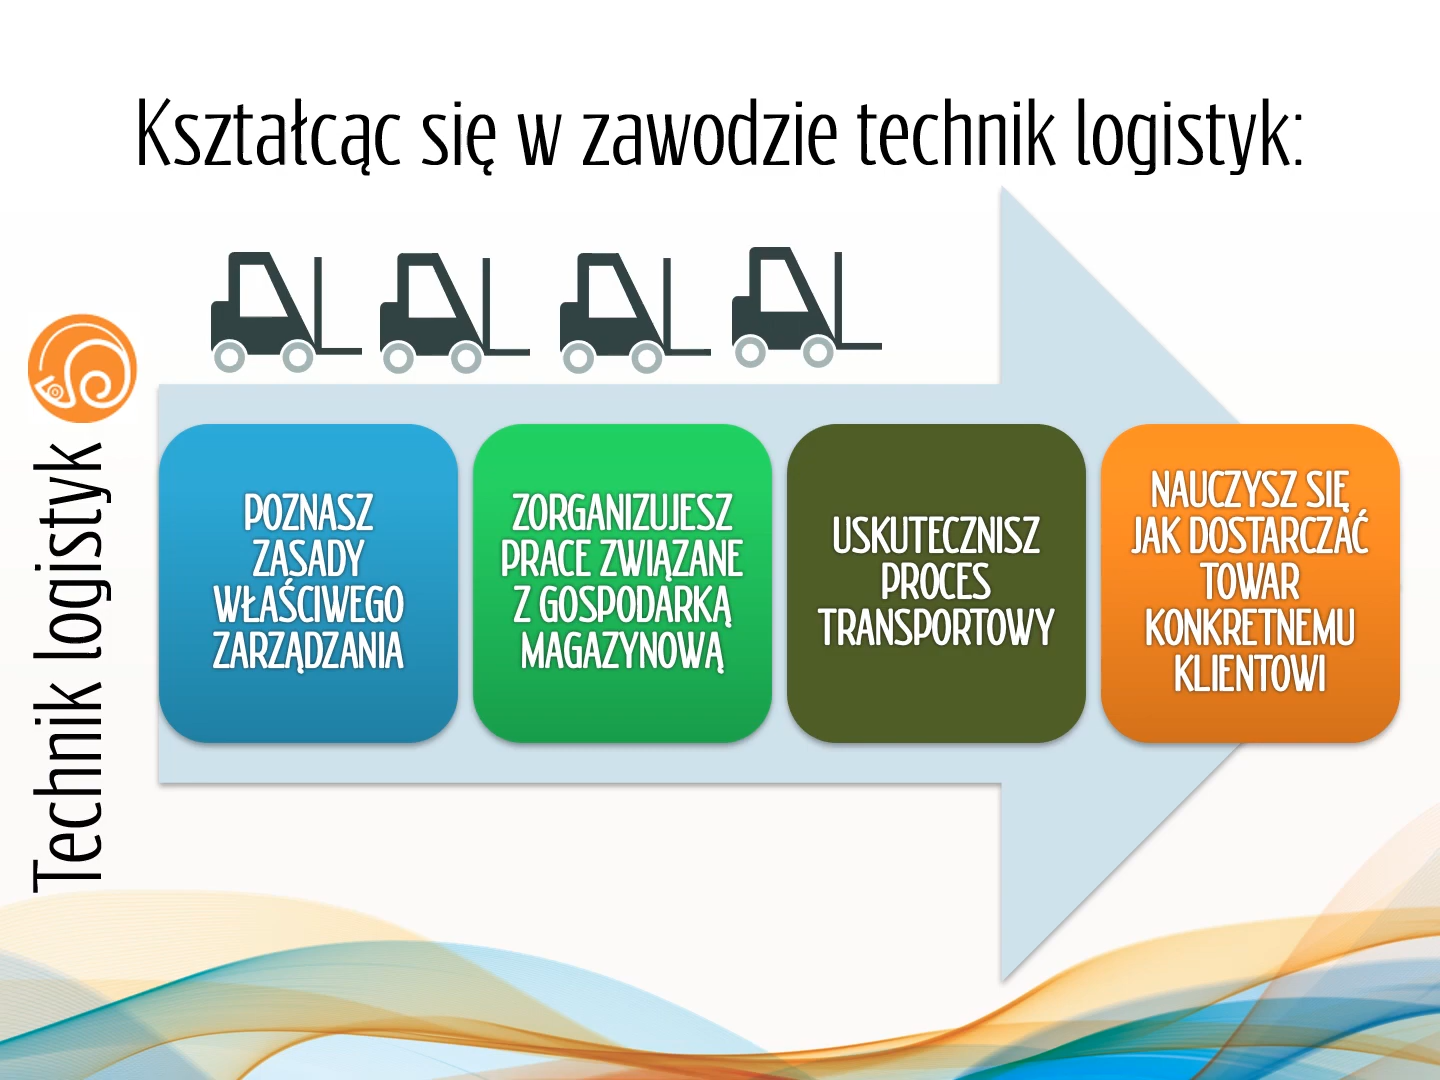 Kształcąc się w zawodzie technik logistyk:
Technik logistyk
POZNASZ
ZASADY
WŁAŚCIWEGO
ZARZĄDZANIA
ZORGANIZUJESZ
PRACE ZWIĄZANE
Z GOSPODARKĄ
MAGAZYNOWĄ
USKUTECZNISZ
PROCES
TRANSPORTOWY
NAUCZYSZ SIĘ
JAK DOSTARCZAĆ
TOWAR
KONKRETNEMU
KLIENTOWI